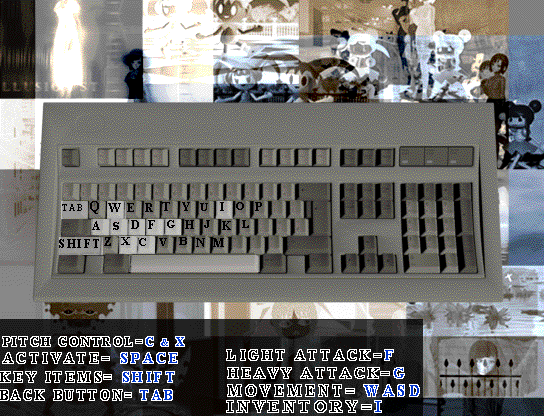 TAB Q W E R T Y U I O P
A S D F G H J K L
SHIFT Z X C V B N M
PITCH CONTROL=C & X
ACTIVATE= SPACE
KEY ITEMS= SHIFT
BACK BUTTON= TAB
LIGHT ATTACK=F
HEAVY ATTACK=G
MOVEMENT= WASD
INVENTORY=I